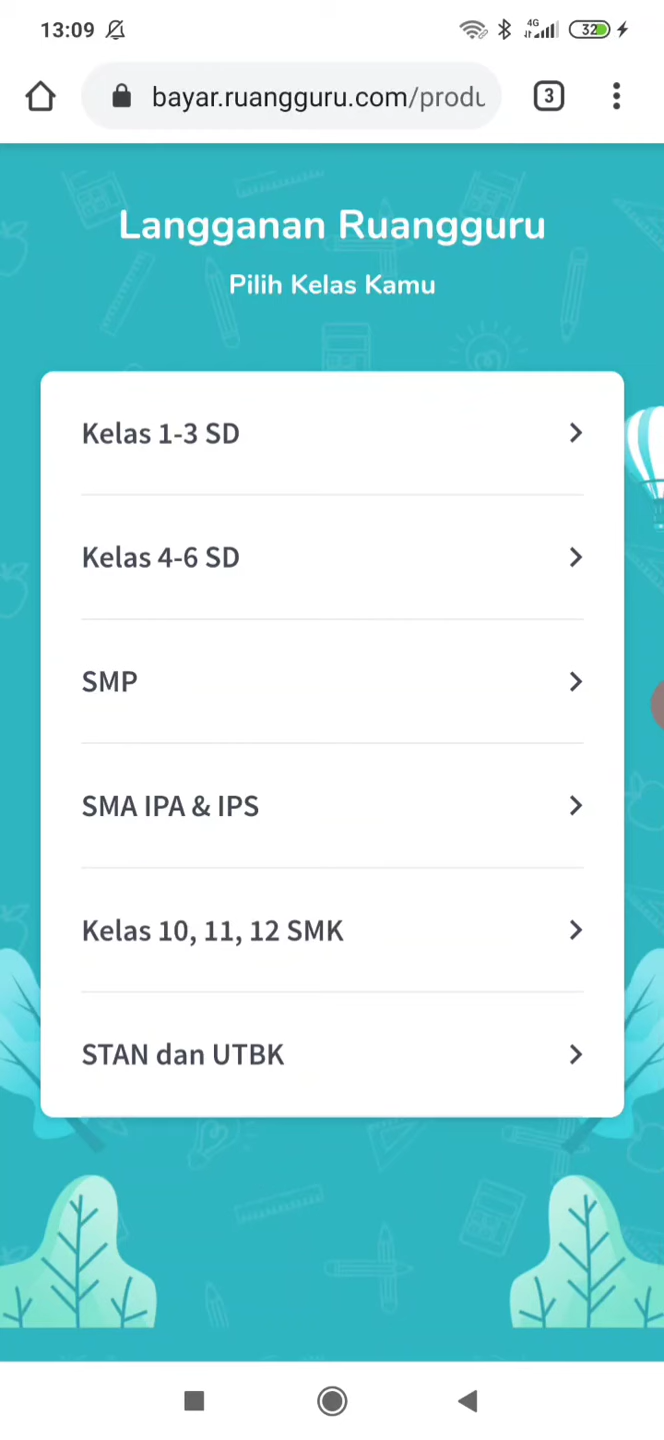 13:09
4G
32
bayar.ruangguru.com/produ
3
Langganan Ruangguru
Pilih Kelas Kamu
Kelas 1-3 SD
Kelas 4-6 SD
SMP
SMA IPA & IPS
Kelas 10, 11, 12 SMK
STAN dan UTBK